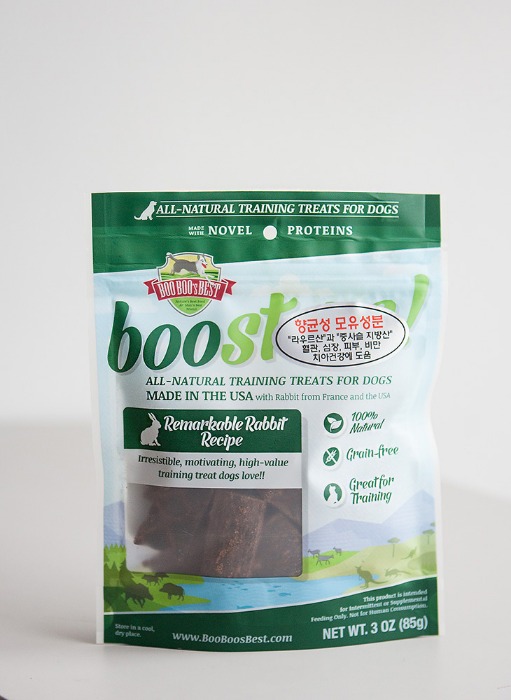 ALL-NATURAL TRAINING TREATS FOR DOGS
MADE WITH NOVEL PROTEINS
BOO BOO'S BEST
boost !
항균성 모유성분
"라우르산"과 "중사슬 지방산"
혈관, 심장, 피부, 비만
치아건강에 도움
ALL-NATURAL TRAINING TREATS FOR DOGS
MADE IN THE USA with Rabbit from France and the USA
Remarkable Rabbit
Recipe
Irresistible, motivating, high-value
training treat dogs love!!
100%
Natural
Grain-free
Great for
Training
This product is intended
for Intermittent or Supplemental
Feeding Only. Not for Human Consumption.
Store in a cool,
dry place.
www.BooBoosBest.com
NET WT. 3 OZ (85g)